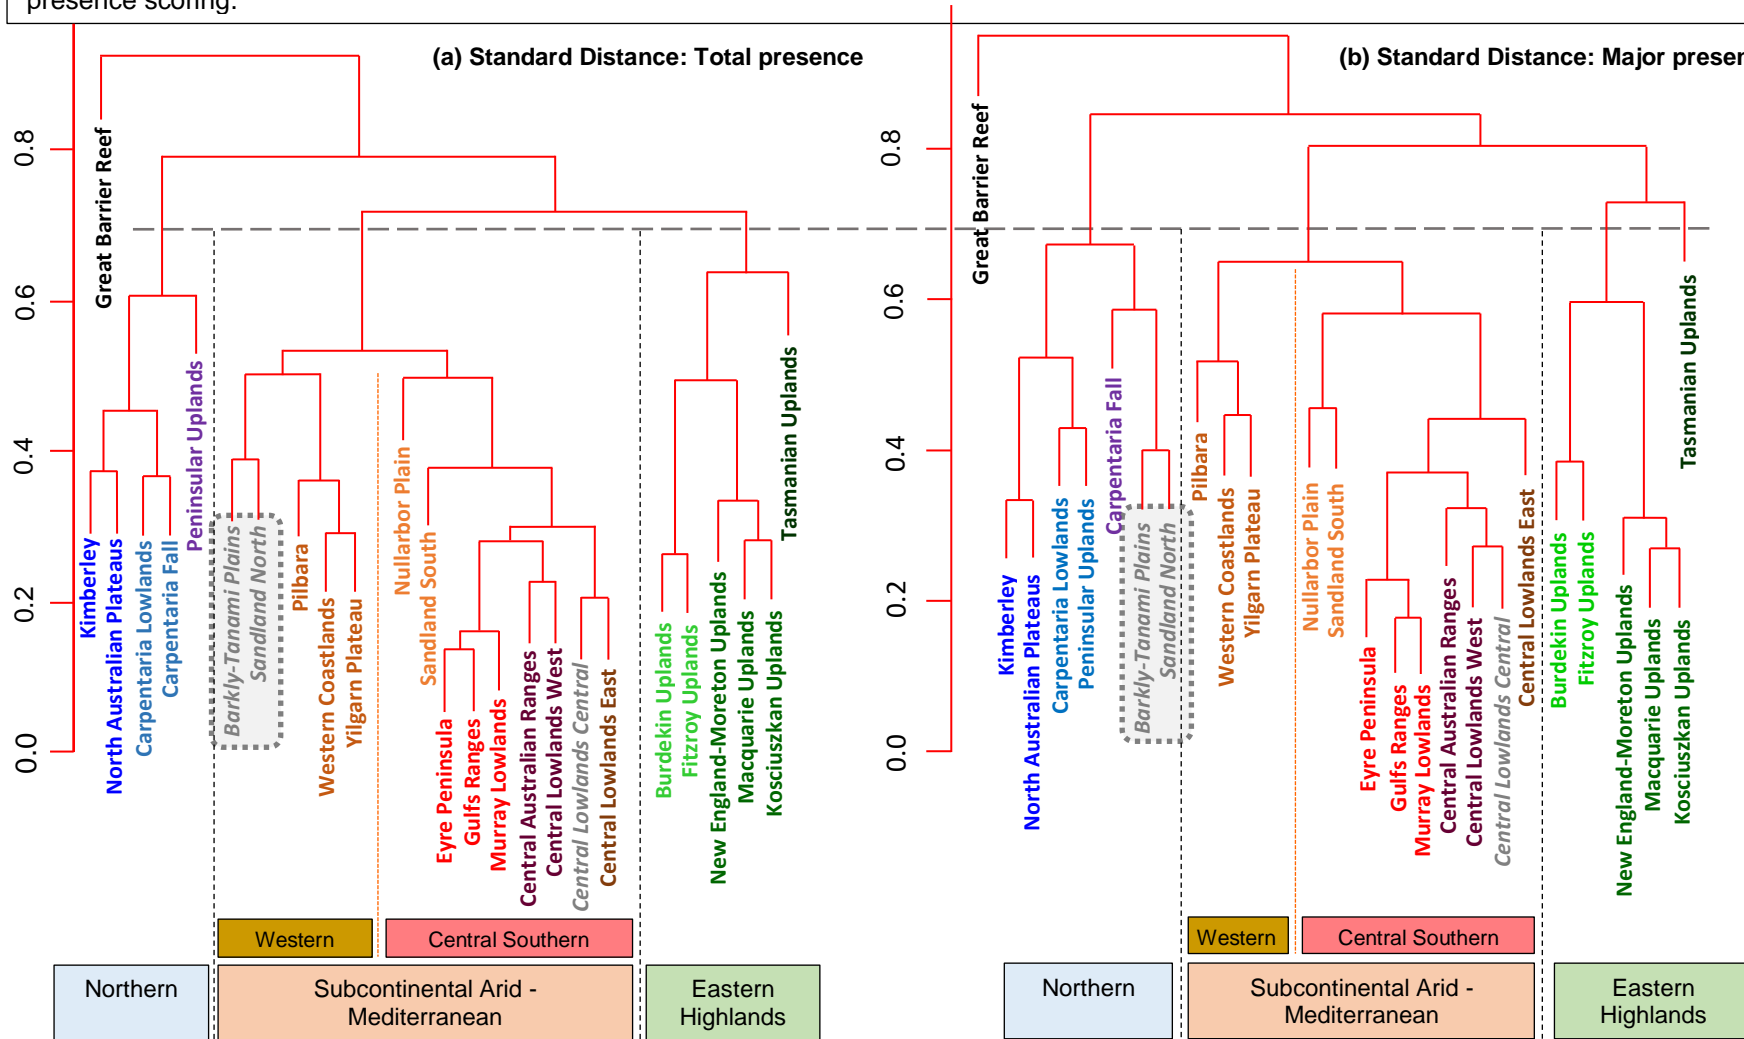 presence scoring.
(a) Standard Distance: Total presence
0.8
0.6
0.4
0.2
0.0
Great Barrier Reef
Kimberley
North Australian Plateaus
Carpentaria Lowlands
Carpentaria Fall
Peninsular Uplands
Barkly-Tanami Plains
Sandland North
Pilbara
Western Coastlands
Yilgarn Plateau
Nullarbor Plain
Sandland South
Eyre Peninsula
Gulfs Ranges
Murray Lowlands
Central Australian Ranges
Central Lowlands West
Central Lowlands Central
Central Lowlands East
Burdekin Uplands
Fitzroy Uplands
New England-Moreton Uplands
Macquarie Uplands
Kosciuszkan Uplands
Tasmanian Uplands
Western
Central Southern
Northern
Subcontinental Arid -
Mediterranean
Eastern
Highlands
(b) Standard Distance: Major presen
0.8
0.6
0.4
0.2
0.0
Great Barrier Reef
Kimberley
North Australian Plateaus
Carpentaria Lowlands
Peninsular Uplands
Carpentaria Fall
Barkly-Tanami Plains
Sandland North
Pilbara
Western Coastlands
Yilgarn Plateau
Nullarbor Plain
Sandland South
Eyre Peninsula
Gulfs Ranges
Murray Lowlands
Central Australian Ranges
Central Lowlands West
Central Lowlands Central
Central Lowlands East
Burdekin Uplands
Fitzroy Uplands
New England-Moreton Uplands
Macquarie Uplands
Kosciuszkan Uplands
Tasmanian Uplands
Western
Central Southern
Northern
Subcontinental Arid -
Mediterranean
Eastern
Highlands